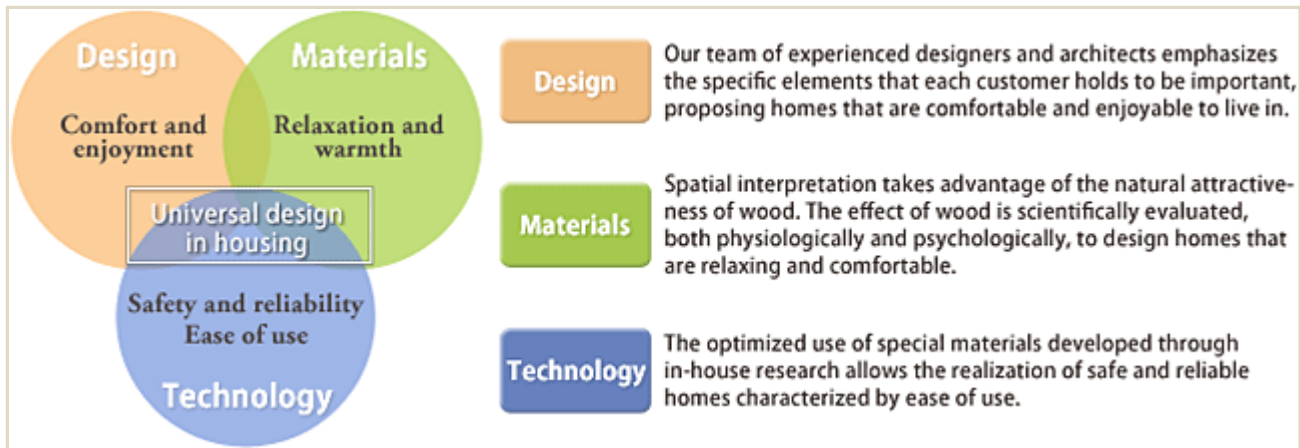 Design
Comfort and
enjoyment
Materials
Relaxation and
warmth
Universal design
in housing
Safety and reliability
Ease of use
Technology
Design
Our team of experienced designers and architects emphasizes
the specific elements that each customer holds to be important,
proposing homes that are comfortable and enjoyable to live in.
Materials
Spatial interpretation takes advantage of the natural attractive-
ness of wood. The effect of wood is scientifically evaluated,
both physiologically and psychologically, to design homes that
are relaxing and comfortable.
Technology
The optimized use of special materials developed through
in-house research allows the realization of safe and reliable
homes characterized by ease of use.